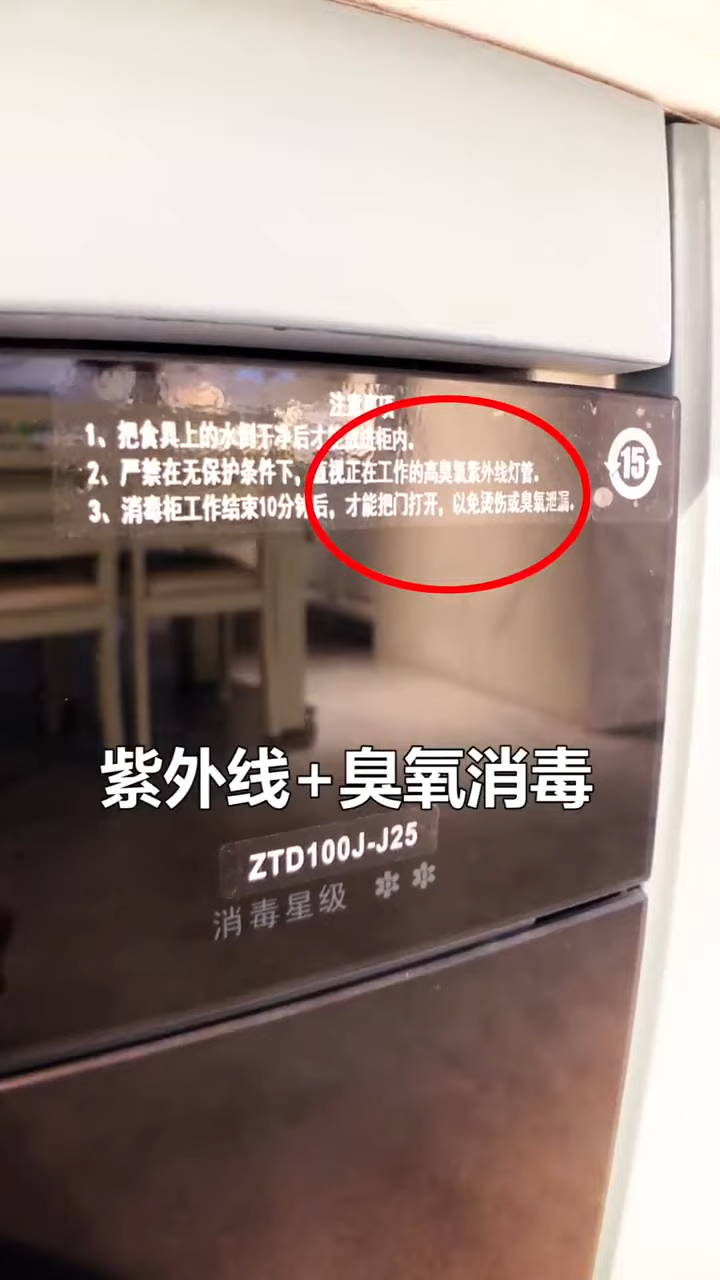 注意事项
1、把食具上的水倒干净后才能放进柜内.
2、严禁在无保护条件下，直视正在工作的高臭氧紫外线灯管.
3、消毒柜工作结束10分钟后，才能把门打开，以免烫伤或臭氧泄漏.
15
紫外线+臭氧消毒
ZTD100J-J25
消毒星级